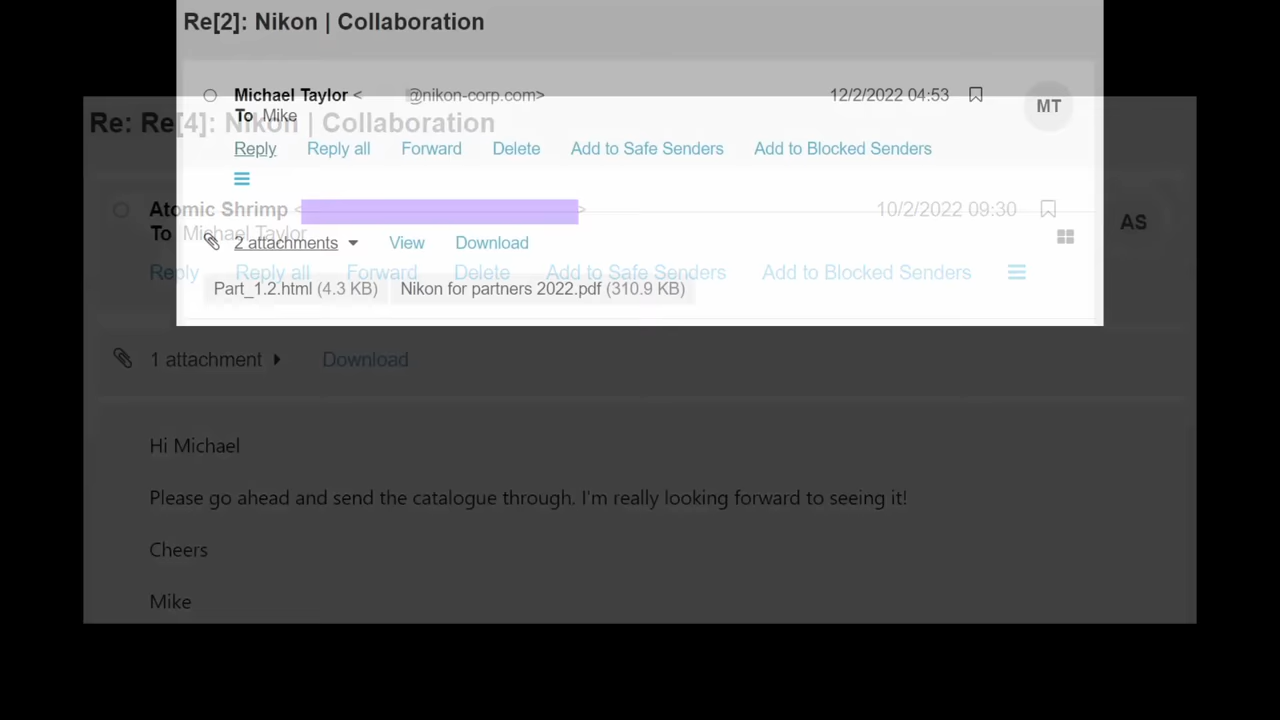 Re[2]: Nikon | Collaboration
Michael Taylor < @nikon-corp.com>
12/2/2022 04:53
MT
To Mike
Reply Reply all Forward Delete Add to Safe Senders Add to Blocked Senders
2 attachments View Download
Part_1.2.html (4.3 KB) Nikon for partners 2022.pdf (310.9 KB)
Re: Re[4]: Nikon | Collaboration
Atomic Shrimp < >
10/2/2022 09:30
AS
To Michael Taylor
Reply Reply all Forward Delete Add to Safe Senders Add to Blocked Senders
1 attachment Download
Hi Michael
Please go ahead and send the catalogue through. I'm really looking forward to seeing it!
Cheers
Mike